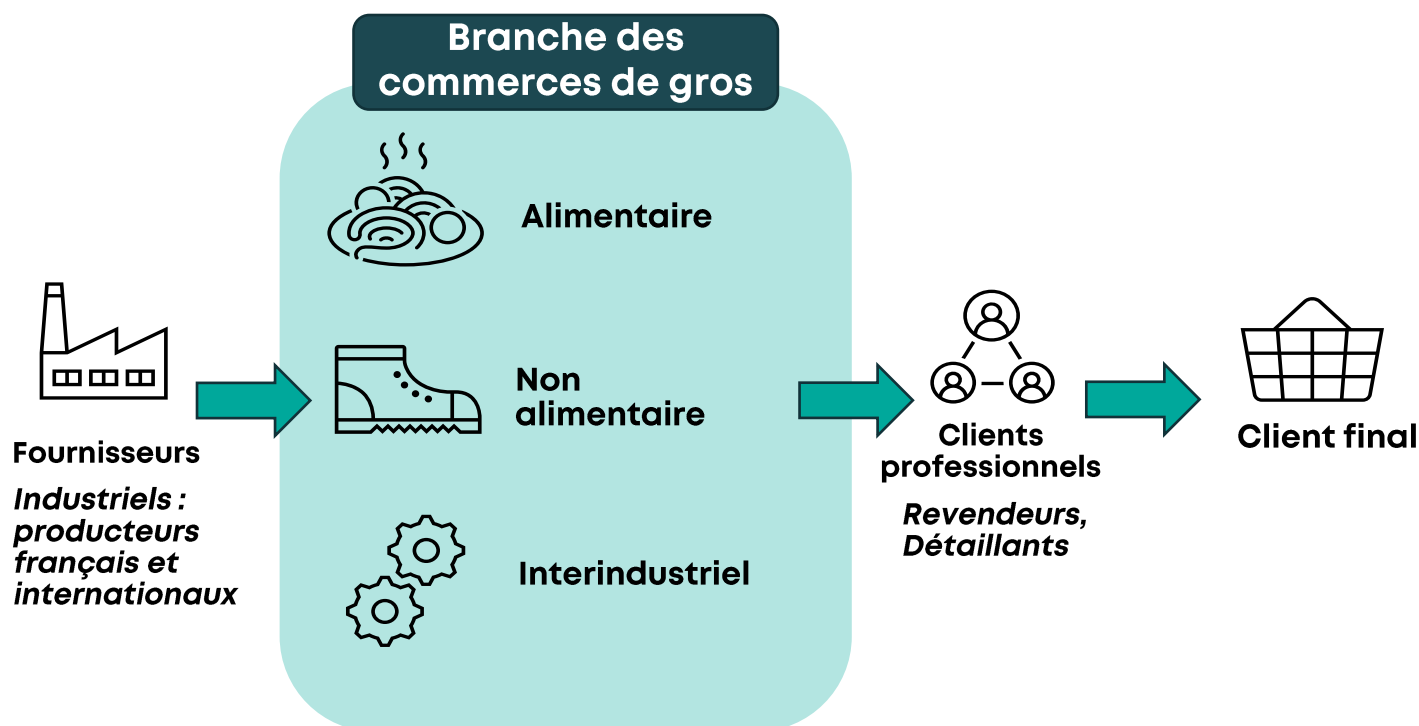 Branche des
commerces de gros
Alimentaire
Non
alimentaire
Interindustriel
Fournisseurs
Industriels :
producteurs
français et
internationaux
Clients
professionnels
Revendeurs,
Détaillants
Client final